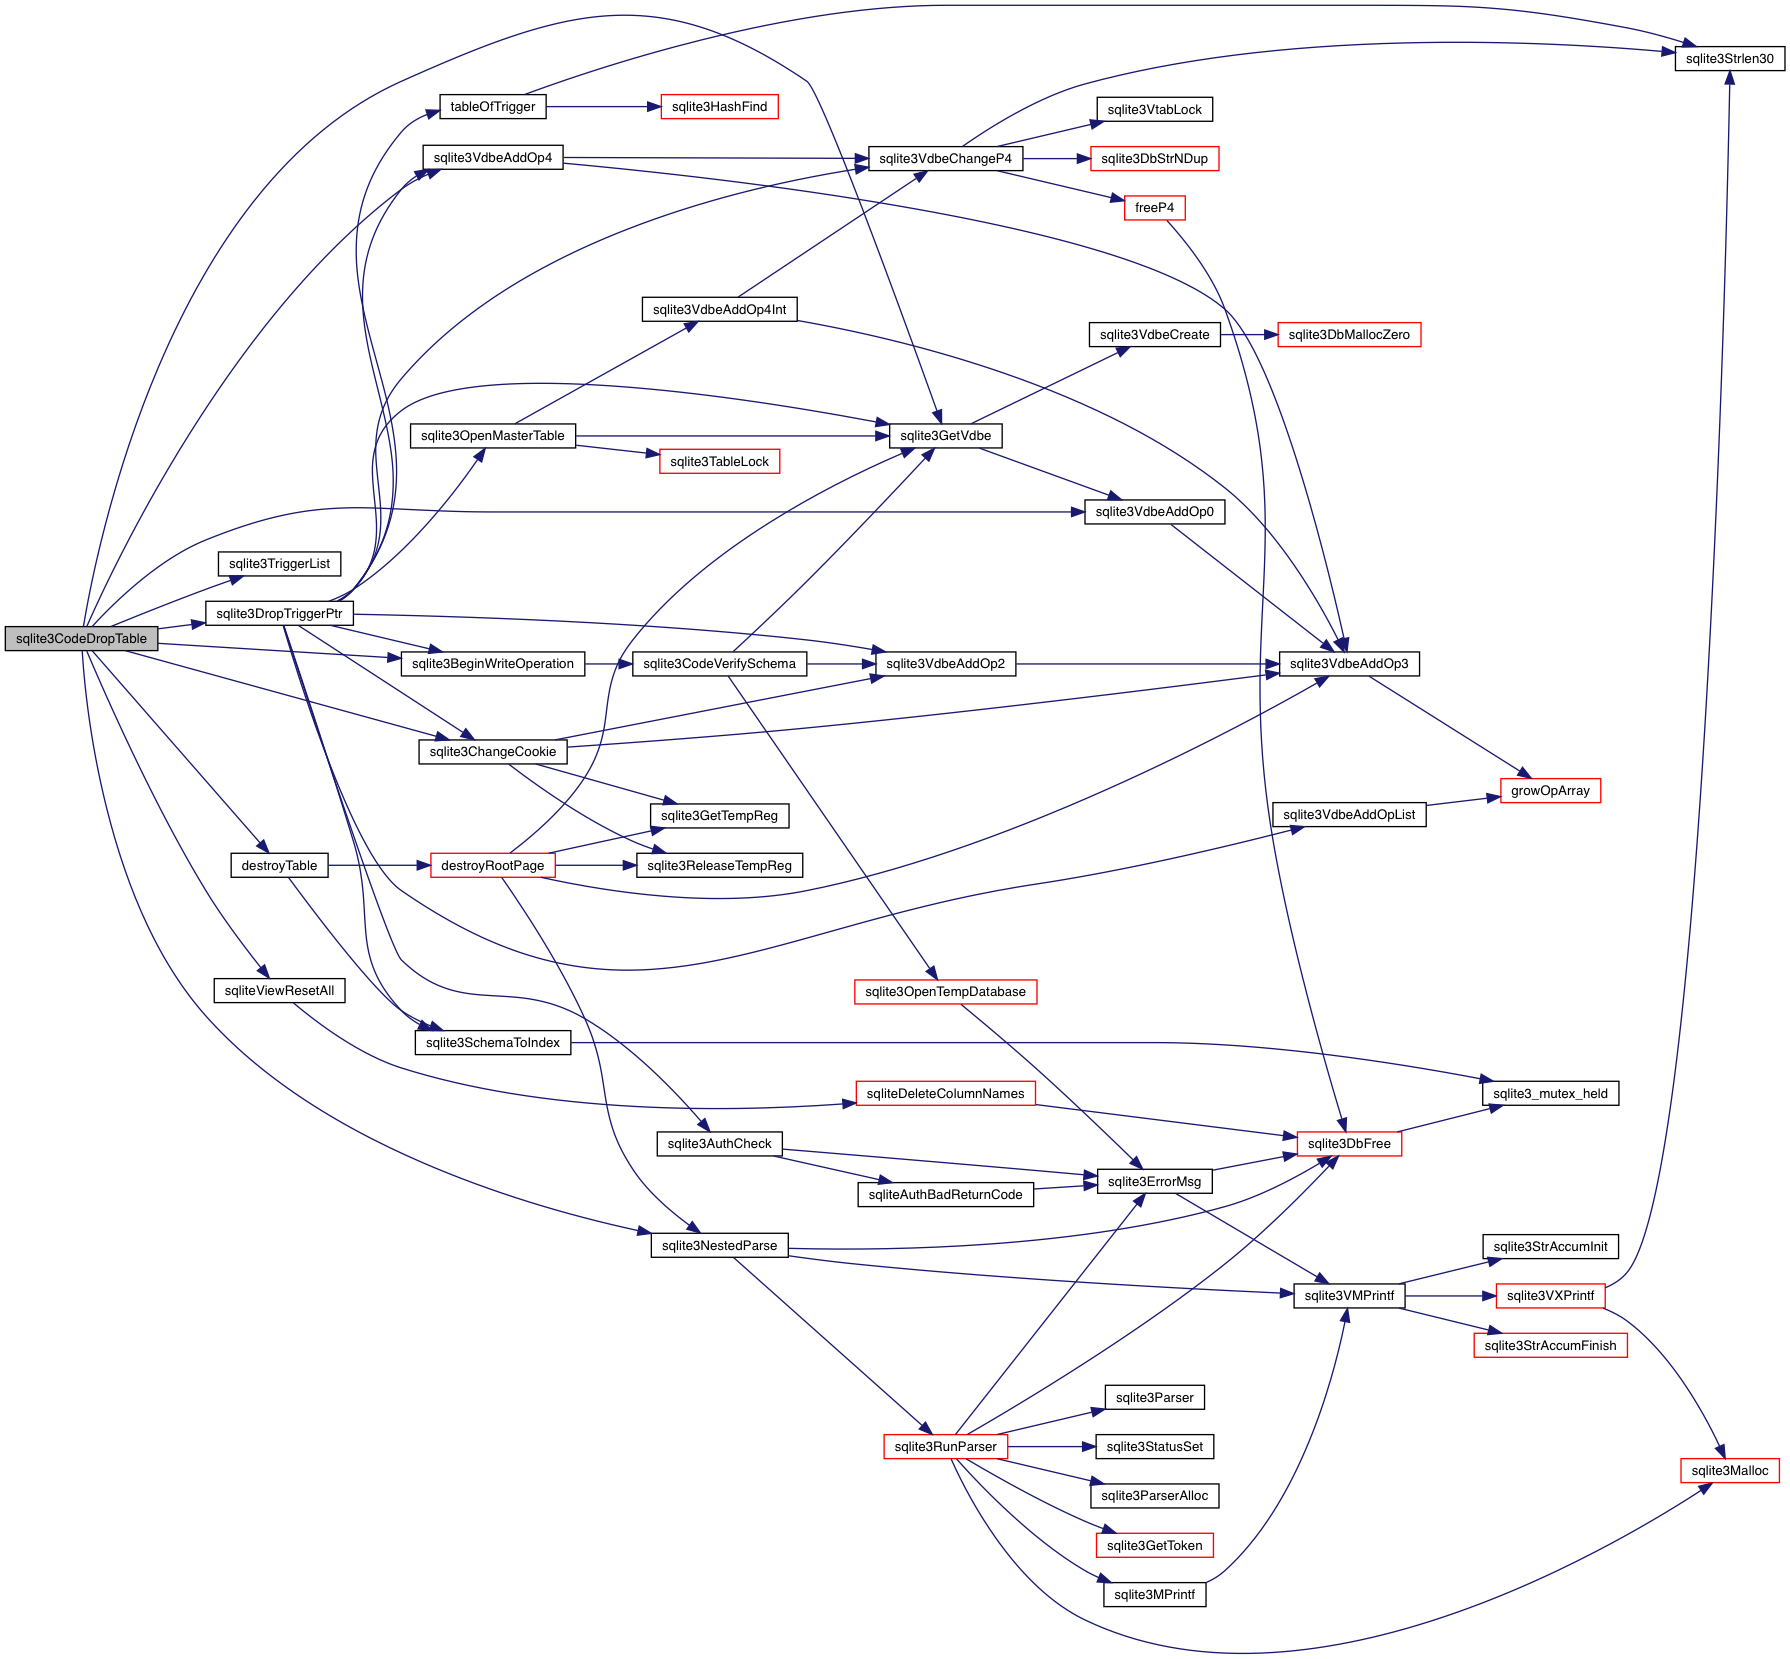 sqlite3Strlen30
tableOfTrigger
sqlite3HashFind
sqlite3VtabLock
sqlite3VdbeAddOp4
sqlite3VdbeChangeP4
sqlite3DbStrNDup
freeP4
sqlite3VdbeAddOp4Int
sqlite3VdbeCreate
sqlite3DbMallocZero
sqlite3OpenMasterTable
sqlite3GetVdbe
sqlite3TableLock
sqlite3VdbeAddOp0
sqlite3TriggerList
sqlite3DropTriggerPtr
sqlite3CodeDropTable
sqlite3BeginWriteOperation
sqlite3CodeVerifySchema
sqlite3VdbeAddOp2
sqlite3VdbeAddOp3
sqlite3ChangeCookie
growOpArray
sqlite3GetTempReg
sqlite3VdbeAddOpList
destroyTable
destroyRootPage
sqlite3ReleaseTempReg
sqliteViewResetAll
sqlite3OpenTempDatabase
sqlite3SchemaToIndex
sqliteDeleteColumnNames
sqlite3_mutex_held
sqlite3AuthCheck
sqlite3DbFree
sqlite3ErrorMsg
sqliteAuthBadReturnCode
sqlite3NestedParse
sqlite3StrAccumInit
sqlite3VMPrintf
sqlite3VXPrintf
sqlite3StrAccumFinish
sqlite3Parser
sqlite3RunParser
sqlite3StatusSet
sqlite3Malloc
sqlite3ParserAlloc
sqlite3GetToken
sqlite3MPrintf